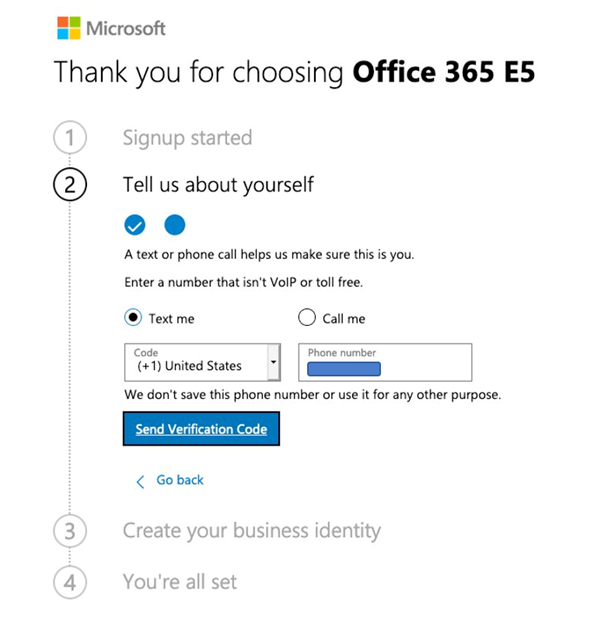 Microsoft
Thank you for choosing Office 365 E5
1 Signup started
2 Tell us about yourself
A text or phone call helps us make sure this is you.
Enter a number that isn't VoIP or toll free.
Text me Call me
Code Phone number
(+1) United States
We don't save this phone number or use it for any other purpose.
Send Verification Code
Go back
3 Create your business identity
4 You're all set